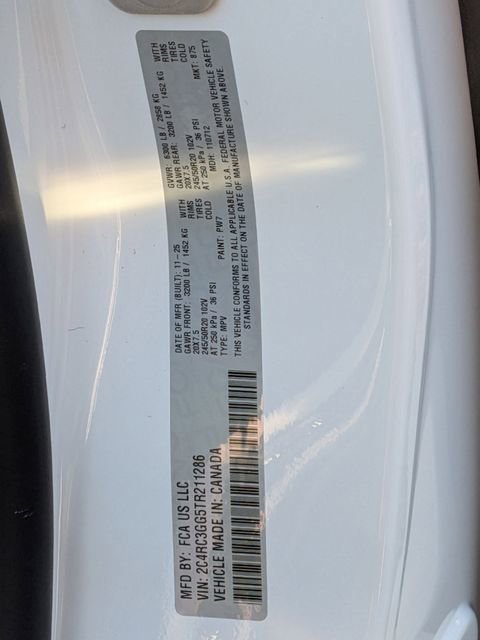 MFD BY: FCA US LLC
VIN: 2C4RC3GG5TR211286
VEHICLE MADE IN: CANADA
DATE OF MFR (BUILT): 11-25
GVWR: 6300 LB / 2858 KG
GAWR FRONT: 3200 LB / 1452 KG WITH
GAWR REAR: 3200 LB / 1452 KG WITH
20X7.5 RIMS
20X7.5 RIMS
245/50R20 102V TIRES
245/50R20 102V TIRES
AT 250 kPa / 36 PSI COLD
AT 250 kPa / 36 PSI COLD
TYPE: MPV
PAINT: PW7
MDH: 110712
MKT: 875
THIS VEHICLE CONFORMS TO ALL APPLICABLE U.S.A. FEDERAL MOTOR VEHICLE SAFETY
STANDARDS IN EFFECT ON THE DATE OF MANUFACTURE SHOWN ABOVE.